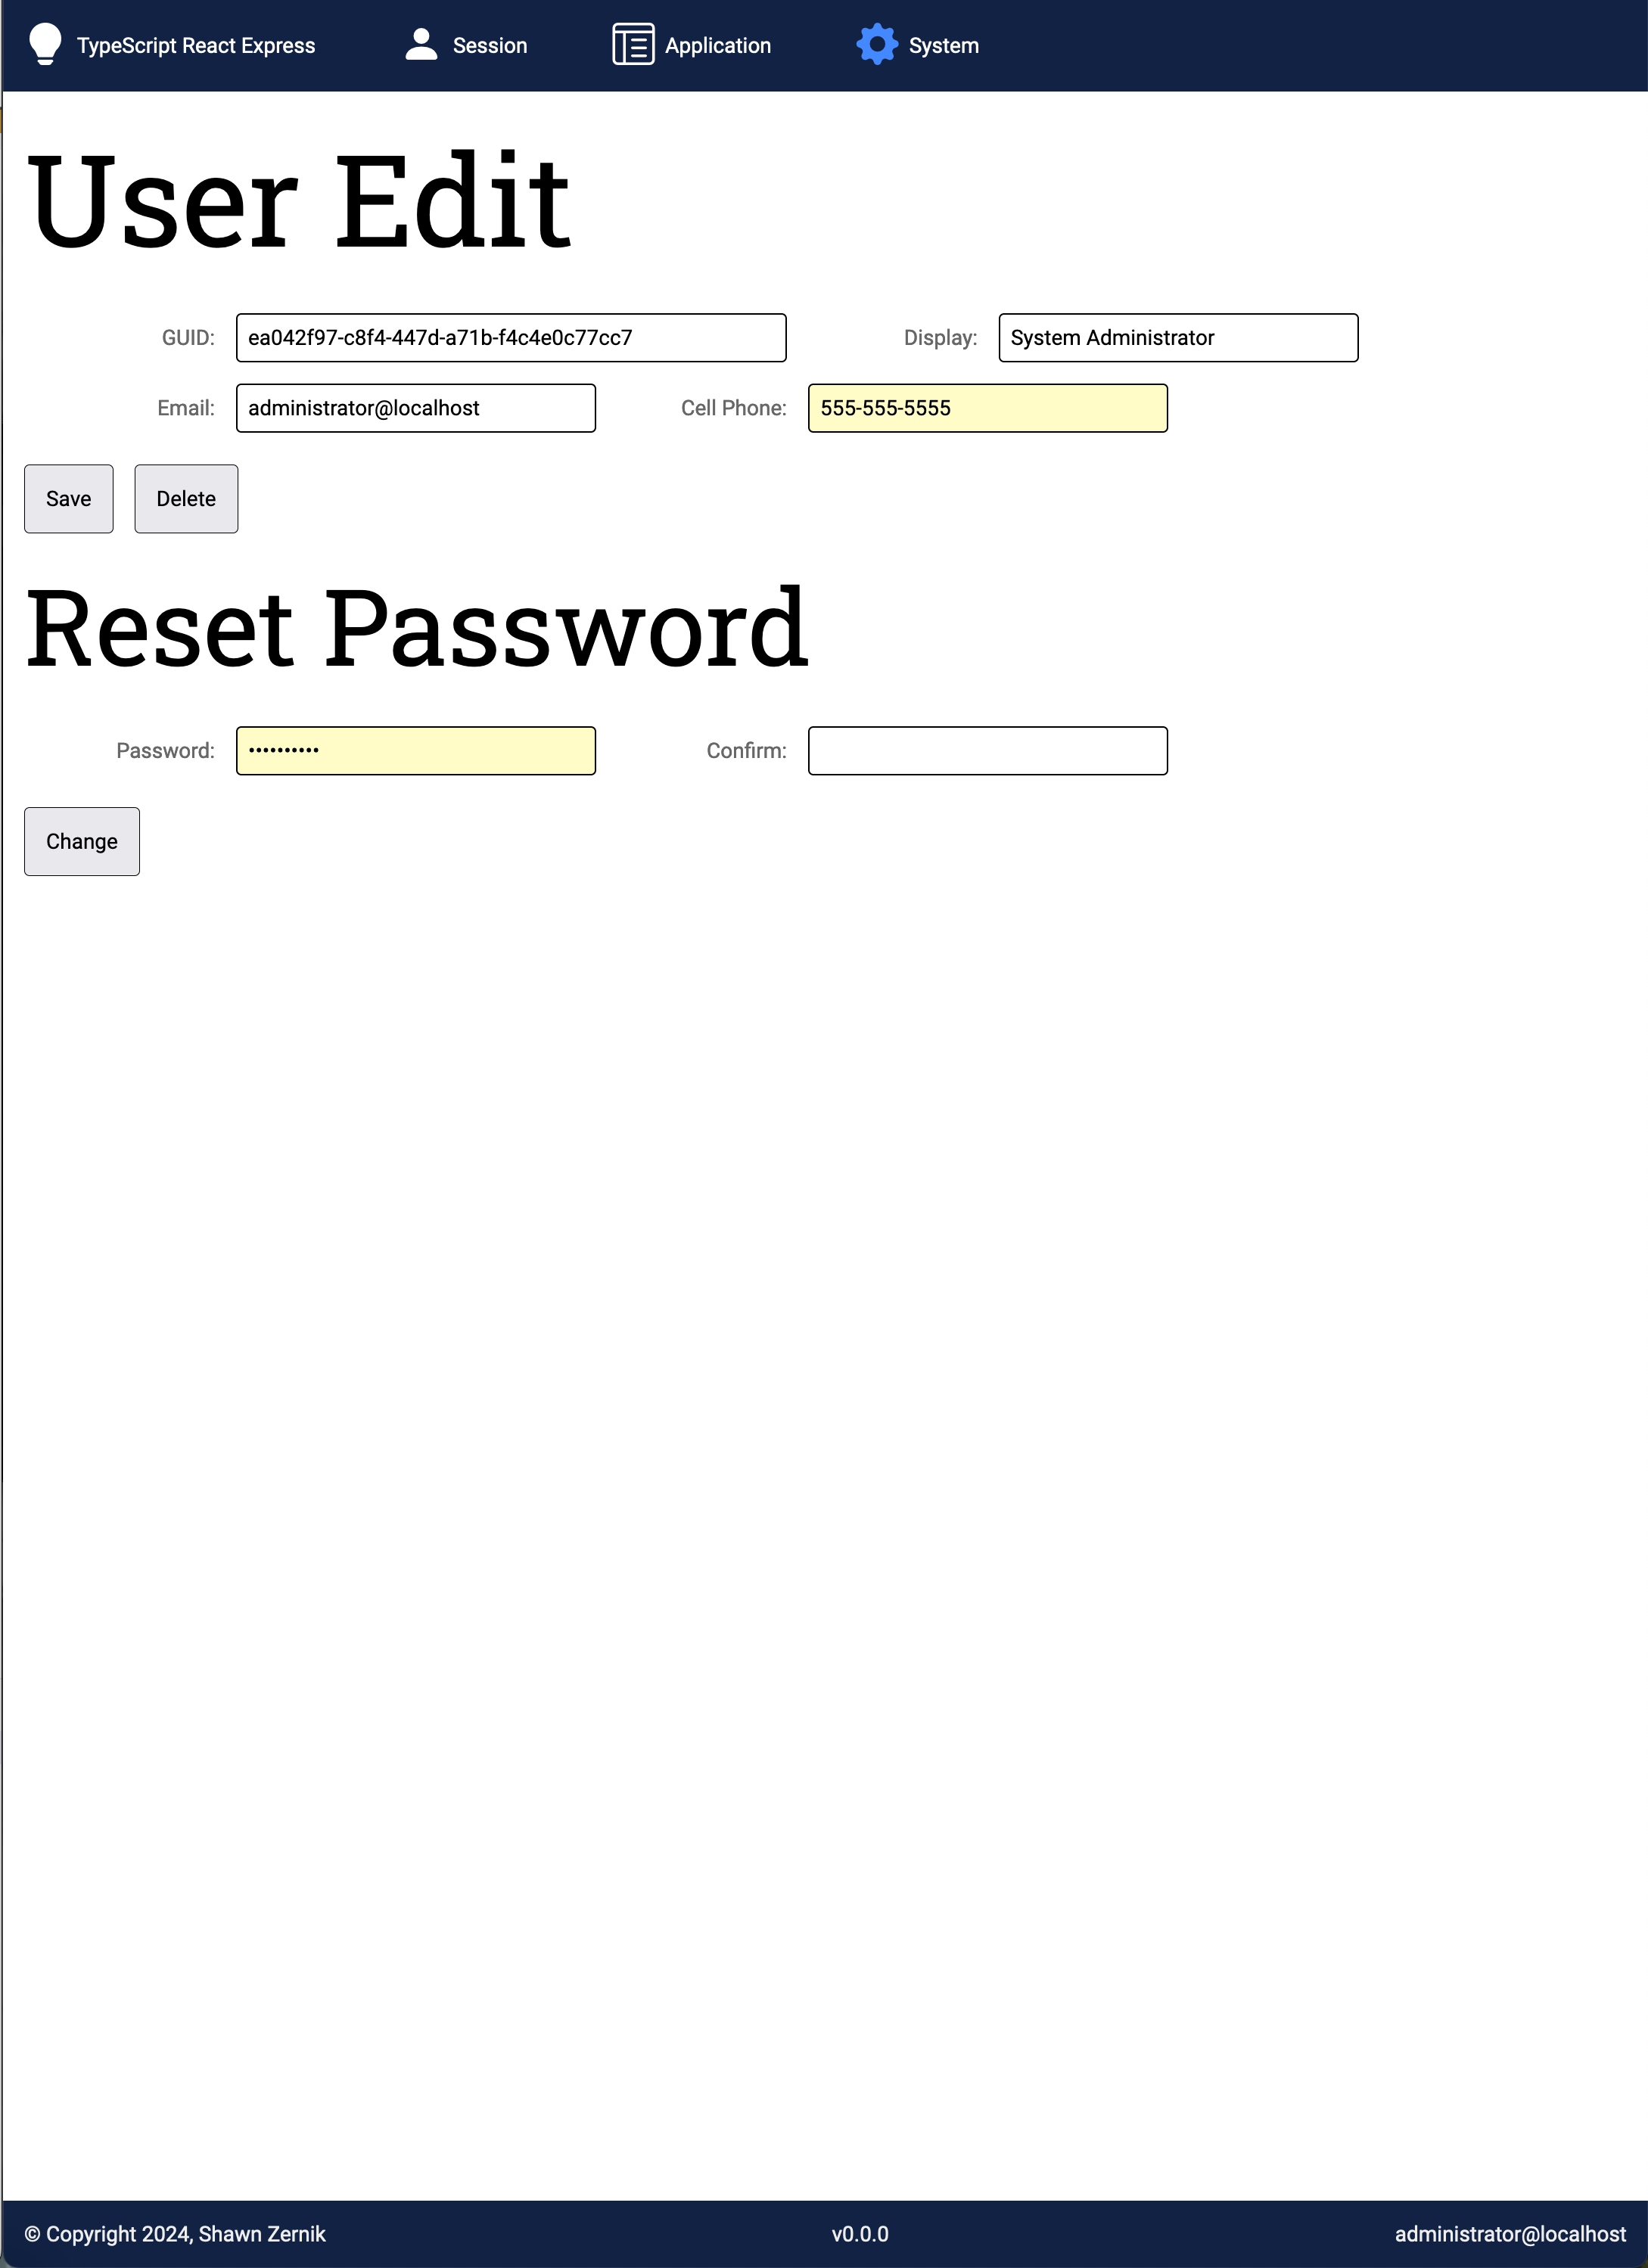 TypeScript React Express Session Application System
User Edit
GUID: ea042f97-c8f4-447d-a71b-f4c4e0c77cc7 Display: System Administrator
Email: administrator@localhost Cell Phone: 555-555-5555
Save Delete
Reset Password
Password: •••••••••• Confirm:
Change
© Copyright 2024, Shawn Zernik v0.0.0 administrator@localhost